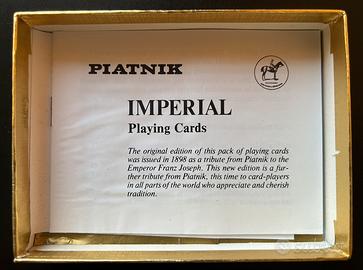 PIATNIK
IMPERIAL
Playing Cards
The original edition of this pack of playing cards
was issued in 1898 as a tribute from Piatnik to the
Emperor Franz Joseph. This new edition is a fur-
ther tribute from Piatnik, this time to card-players
in all parts of the world who appreciate and cherish
tradition.